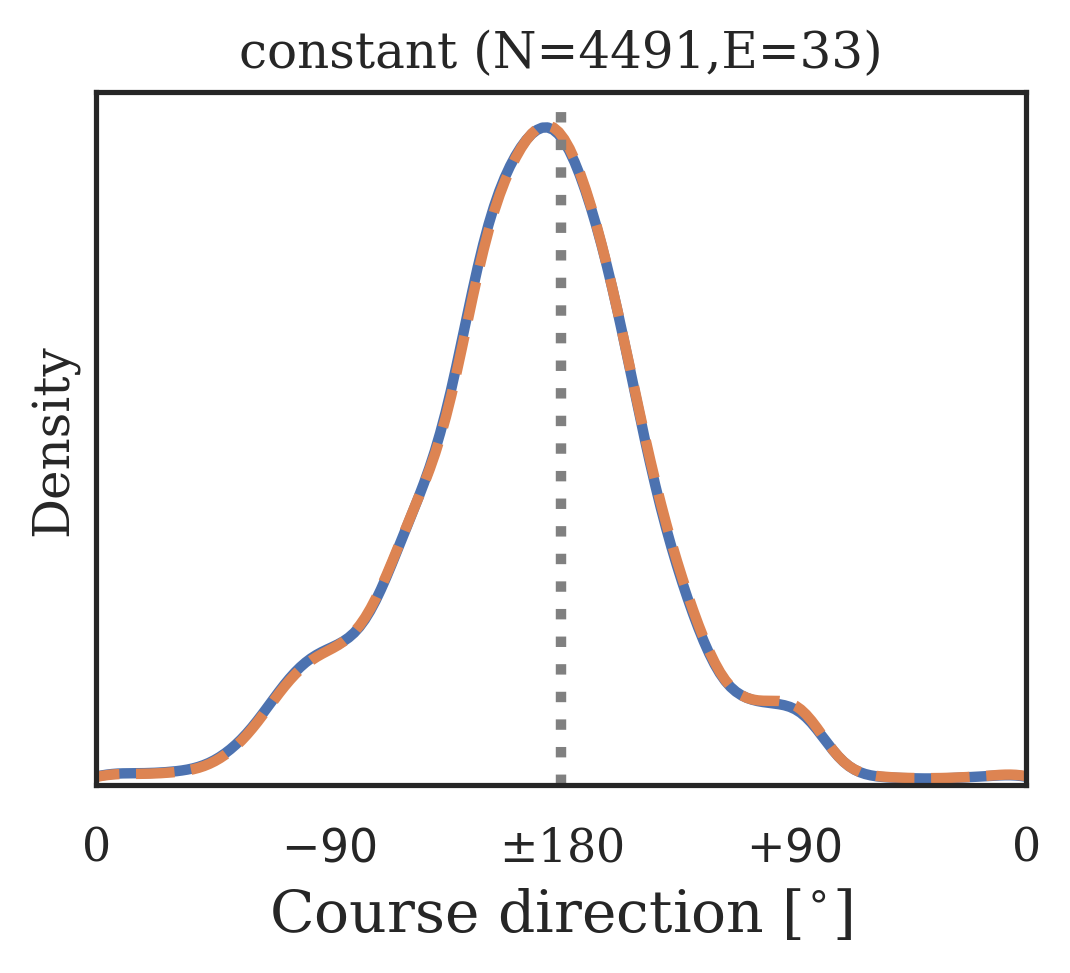 constant (N=4491,E=33)
Density
0 −90 ±180 +90 0
Course direction [°]